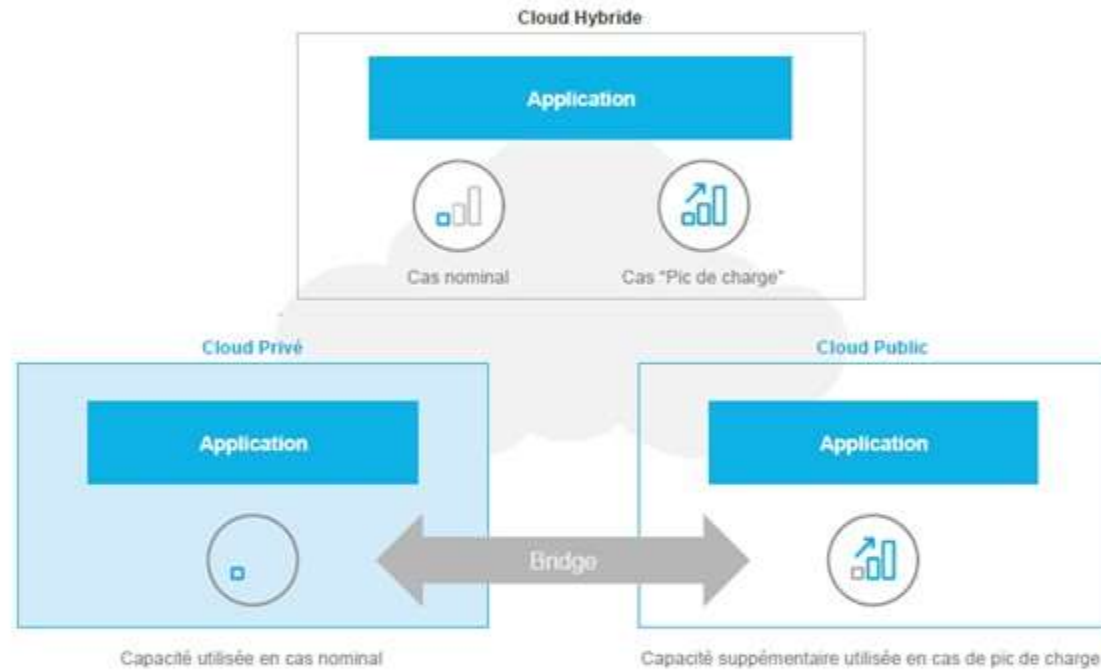 Cloud Hybride
Application
Cas nominal
Cas "Pic de charge"
Cloud Privé
Cloud Public
Application
Application
Bridge
Capacité utilisée en cas nominal
Capacité suppémentaire utilisée en cas de pic de charge